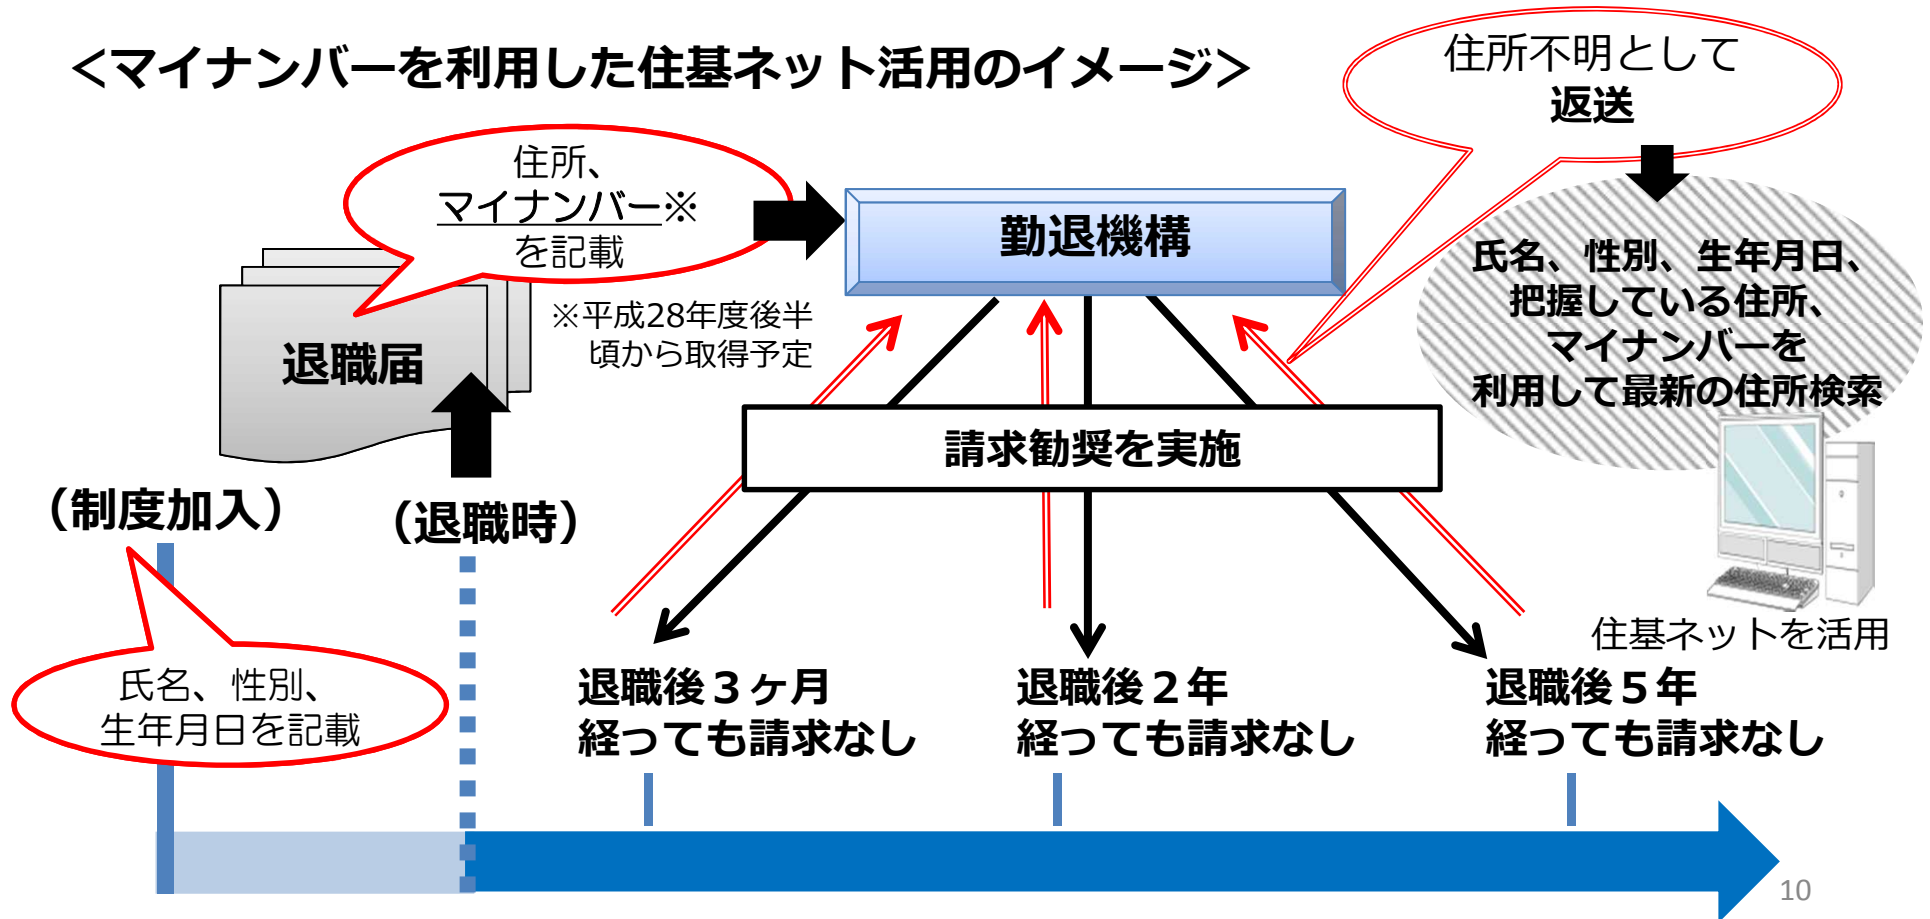 ＜マイナンバーを利用した住基ネット活用のイメージ＞
住所不明として
返送
住所、
マイナンバー※
を記載
勤退機構
※平成28年度後半
頃から取得予定
退職届
氏名、性別、生年月日、
把握している住所、
マイナンバーを
利用して最新の住所検索
請求勧奨を実施
（制度加入）
（退職時）
住基ネットを活用
氏名、性別、
生年月日を記載
退職後３ヶ月
経っても請求なし
退職後２年
経っても請求なし
退職後５年
経っても請求なし
10